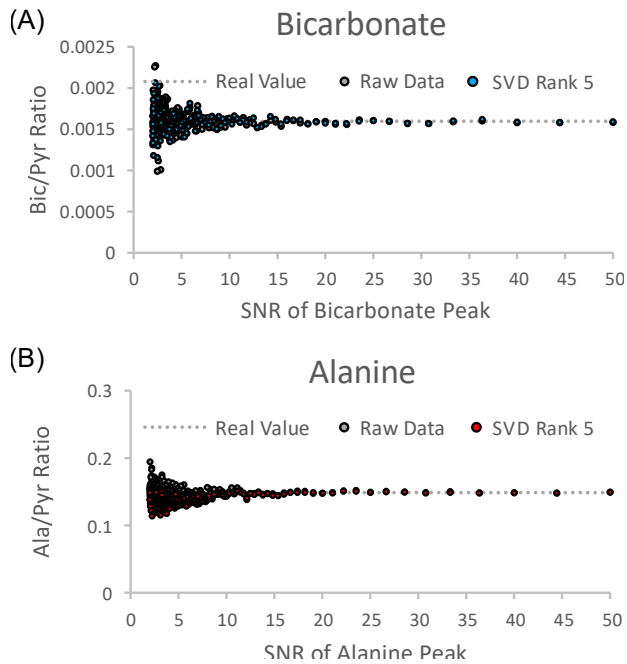 (A)
Bicarbonate
0.0025
0.002
0.0015
0.001
0.0005
0
Bic/Pyr Ratio
Real Value Raw Data SVD Rank 5
0 5 10 15 20 25 30 35 40 45 50
SNR of Bicarbonate Peak
(B)
Alanine
0.3
0.2
0.1
0
Ala/Pyr Ratio
Real Value Raw Data SVD Rank 5
0 5 10 15 20 25 30 35 40 45 50
SNR of Alanine Peak